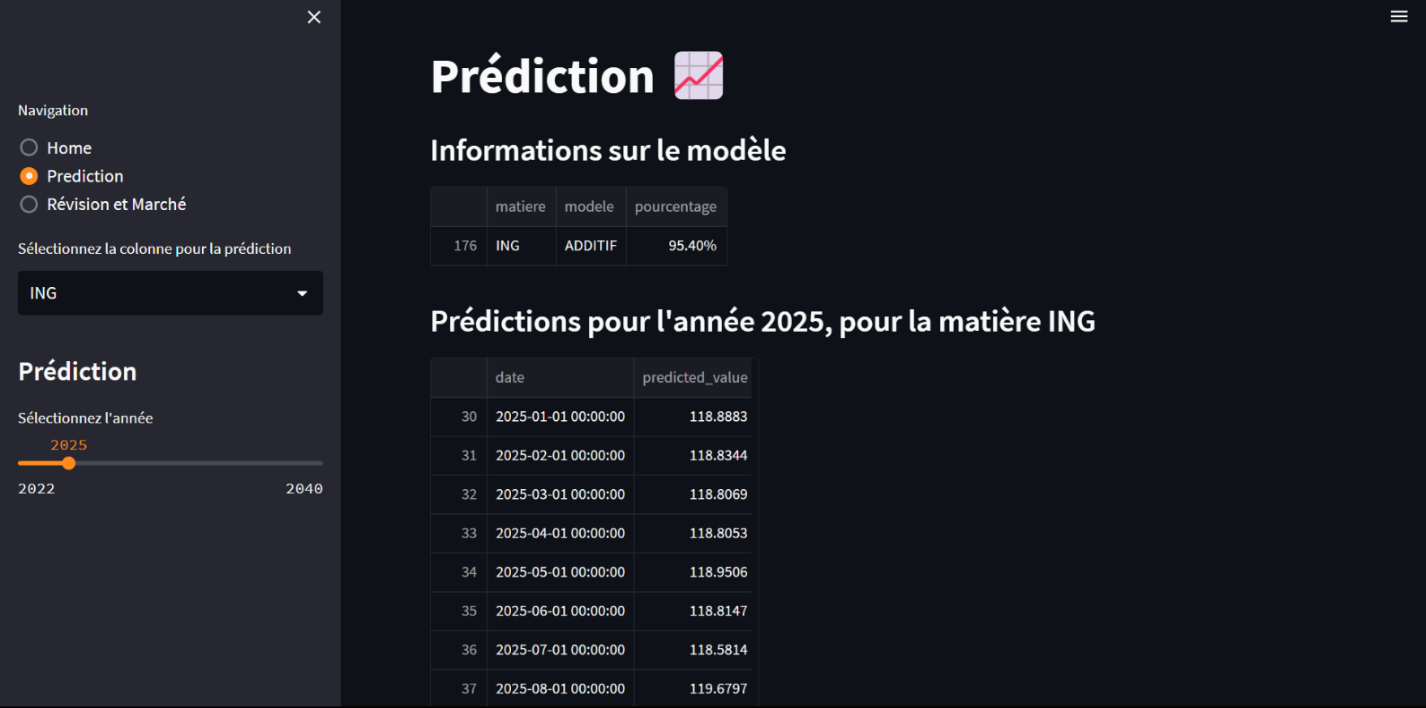 Navigation
Home
Prediction
Révision et Marché
Sélectionnez la colonne pour la prédiction
ING
Prédiction
Sélectionnez l'année
2025
2022 2040
Prédiction
Informations sur le modèle
matiere modele pourcentage
176 ING ADDITIF 95.40%
Prédictions pour l'année 2025, pour la matière ING
date predicted_value
30 2025-01-01 00:00:00 118.8883
31 2025-02-01 00:00:00 118.8344
32 2025-03-01 00:00:00 118.8069
33 2025-04-01 00:00:00 118.8053
34 2025-05-01 00:00:00 118.9506
35 2025-06-01 00:00:00 118.8147
36 2025-07-01 00:00:00 118.5814
37 2025-08-01 00:00:00 119.6797